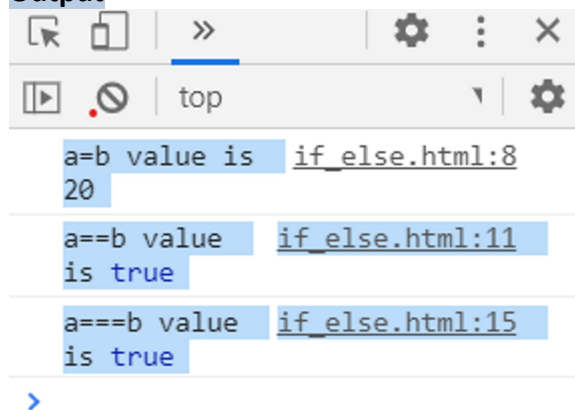 Output
top
a=b value is if_else.html:8
20
a==b value if_else.html:11
is true
a===b value if_else.html:15
is true